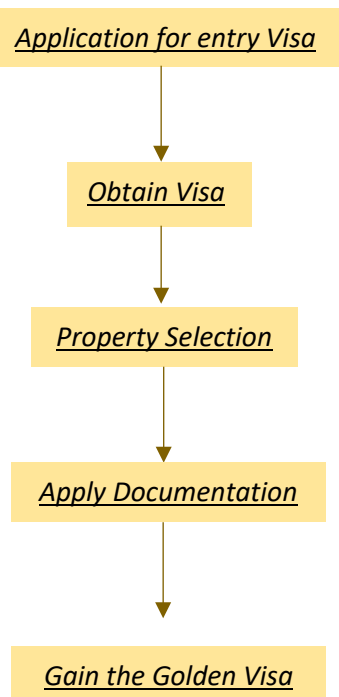 Application for entry Visa
Obtain Visa
Property Selection
Apply Documentation
Gain the Golden Visa